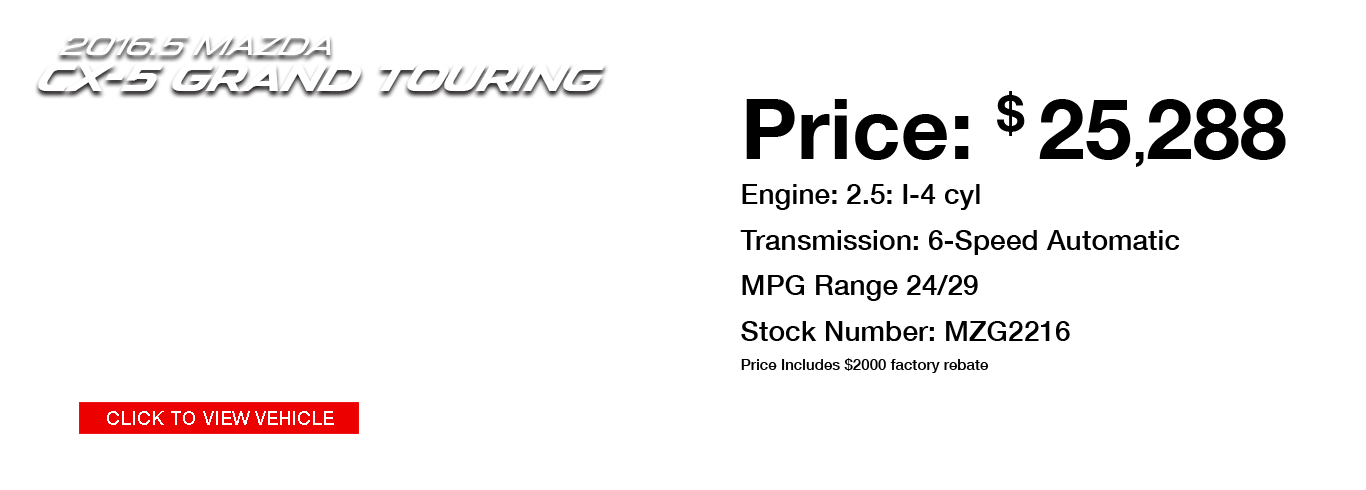 2016.5 MAZDA
CX-5 GRAND TOURING
Price: $25,288
Engine: 2.5: I-4 cyl
Transmission: 6-Speed Automatic
MPG Range 24/29
Stock Number: MZG2216
Price Includes $2000 factory rebate
CLICK TO VIEW VEHICLE